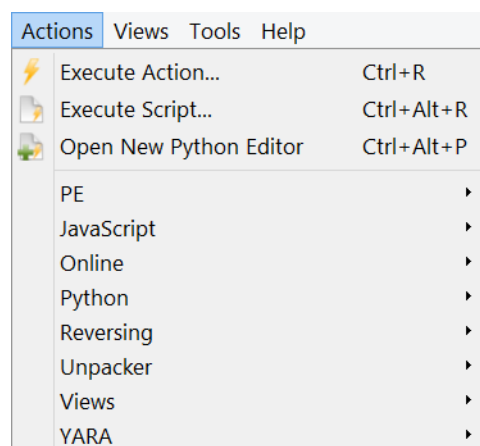 Actions Views Tools Help
Execute Action... Ctrl+R
Execute Script... Ctrl+Alt+R
Open New Python Editor Ctrl+Alt+P
PE
JavaScript
Online
Python
Reversing
Unpacker
Views
YARA